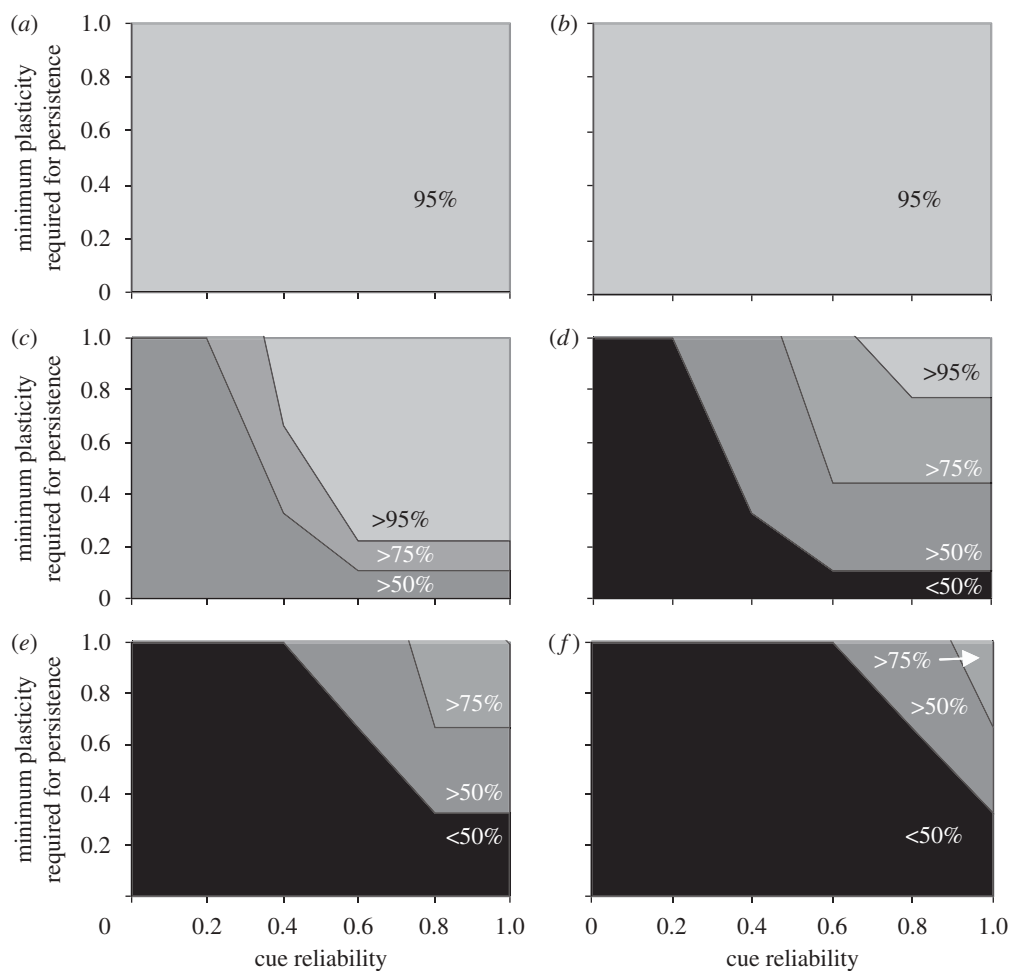 (a)
1.0
0.8
0.6
0.4
0.2
0
minimum plasticity
required for persistence
95%
(b)
95%
(c)
1.0
0.8
0.6
0.4
0.2
0
minimum plasticity
required for persistence
>95%
>75%
>50%
(d)
>95%
>75%
>50%
<50%
(e)
1.0
0.8
0.6
0.4
0.2
minimum plasticity
required for persistence
>75%
>50%
<50%
0 0.2 0.4 0.6 0.8 1.0
cue reliability
(f)
>75%
>50%
<50%
0 0.2 0.4 0.6 0.8 1.0
cue reliability